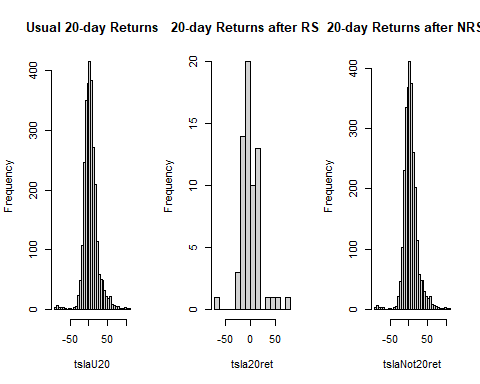 Usual 20-day Returns
Frequency
0 100 200 300 400
-50 50
tslaU20
20-day Returns after RS
Frequency
0 5 10 15 20
-50 0 50
tsla20ret
20-day Returns after NRS
Frequency
0 100 200 300 400
-50 50
tslaNot20ret